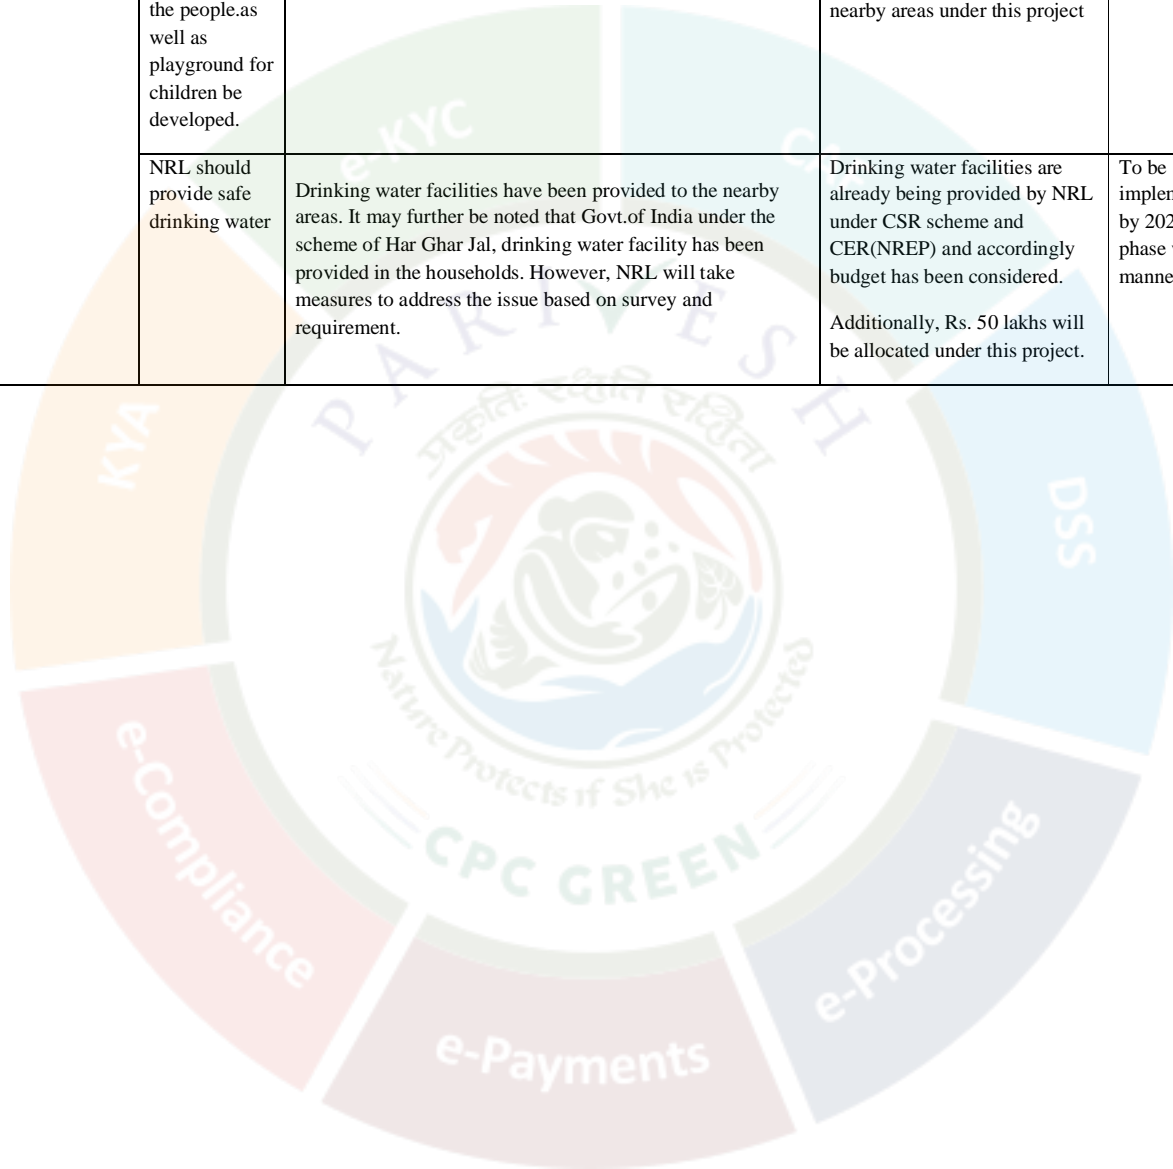 the people.as
well as
playground for
children be
developed.
nearby areas under this project
NRL should
provide safe
drinking water
Drinking water facilities have been provided to the nearby
areas. It may further be noted that Govt.of India under the
scheme of Har Ghar Jal, drinking water facility has been
provided in the households. However, NRL will take
measures to address the issue based on survey and
requirement.
Drinking water facilities are
already being provided by NRL
under CSR scheme and
CER(NREP) and accordingly
budget has been considered.
Additionally, Rs. 50 lakhs will
be allocated under this project.
To be
by
phase
e-KYC
KYA
DSS
PARIVESH
प्रकृतिः रक्षति रक्षिता
Nature Protects if She is Protected
CPC GREEN
e-Compliance
e-Processing
e-Payments